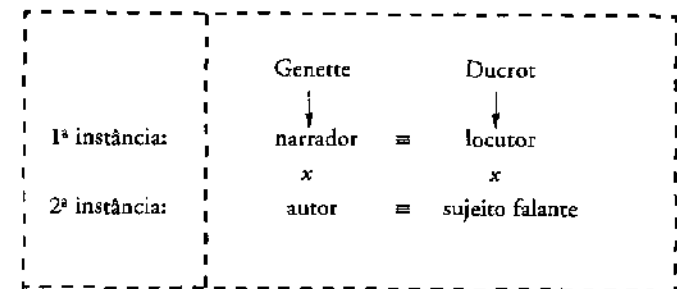 Genette Ducrot
1ª instância: narrador ≡ locutor
x x
2ª instância: autor ≡ sujeito falante